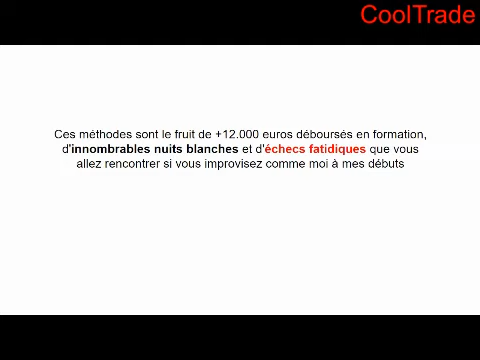 CoolTrade
Ces méthodes sont le fruit de +12.000 euros déboursés en formation,
d'innombrables nuits blanches et d'échecs fatidiques que vous
allez rencontrer si vous improvisez comme moi à mes débuts